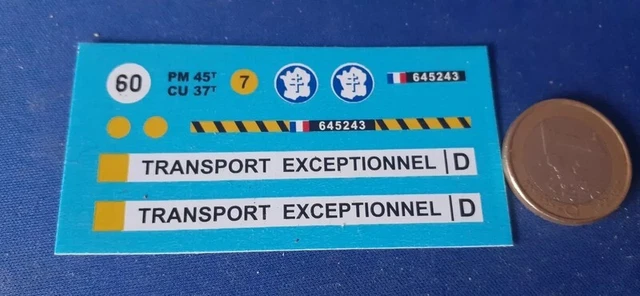 60
PM 45T
CU 37T
7
645243
645243
TRANSPORT EXCEPTIONNEL D
TRANSPORT EXCEPTIONNEL D